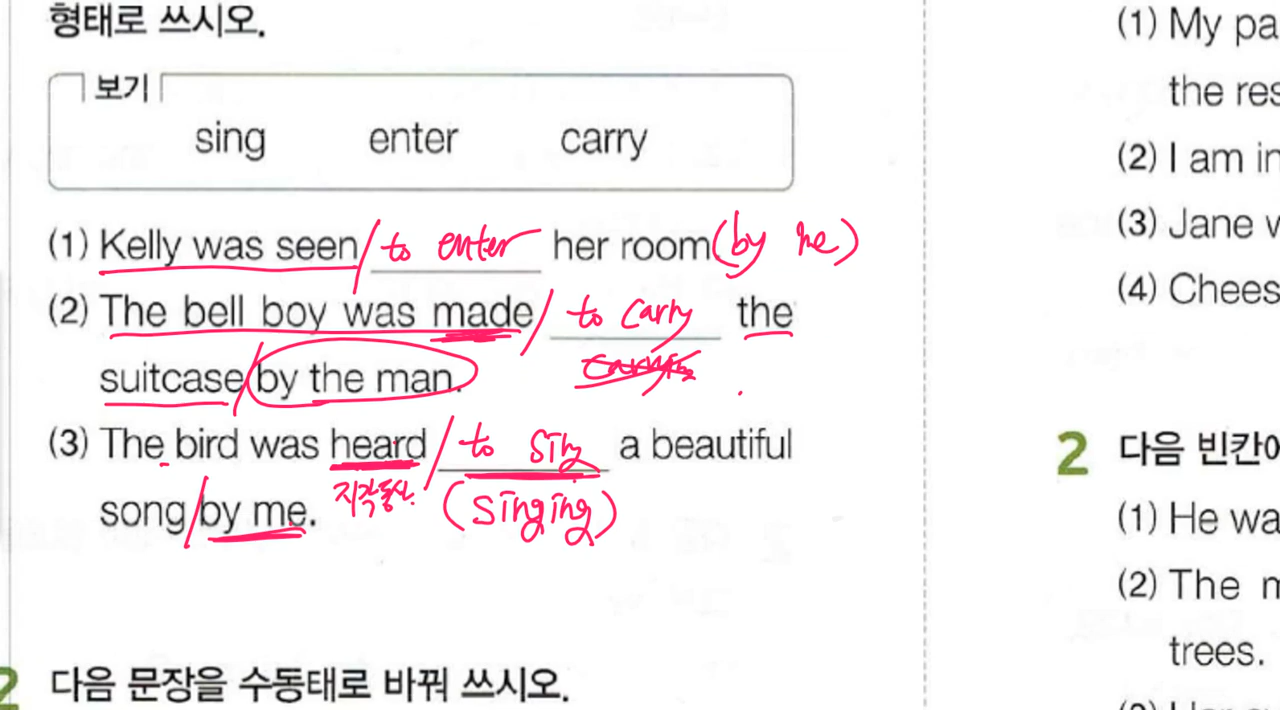 형태로 쓰시오.
보기
sing enter carry
(1) Kelly was seen / to enter her room (by he)
(2) The bell boy was made / to carry the
suitcase / by the man.
(3) The bird was heard / to sing a beautiful
지각동사
(singing)
song / by me.
2 다음 문장을 수동태로 바꿔 쓰시오.
(1) My pa
the res
(2) I am in
(3) Jane w
(4) Chees
2 다음 빈칸에
(1) He wa
(2) The m
trees.